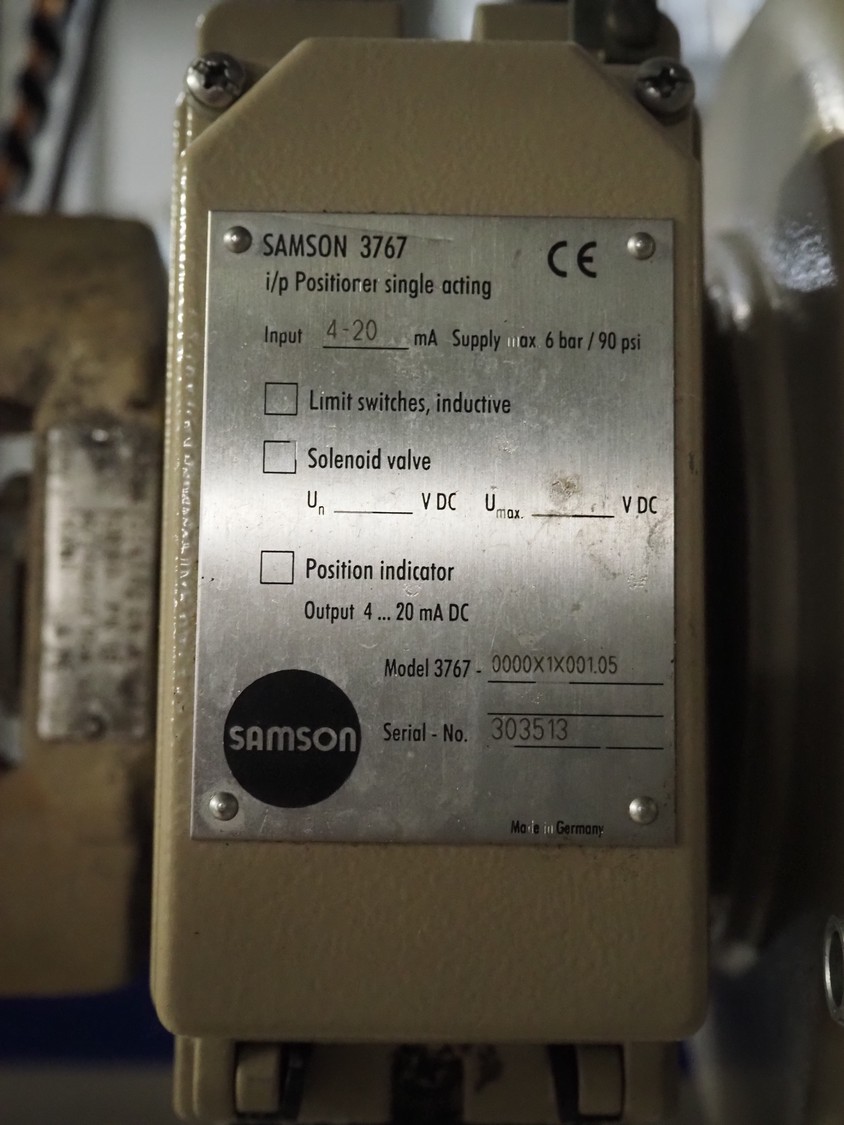 SAMSON 3767
CE
i/p Positioner single acting
Input 4-20 mA Supply max 6 bar / 90 psi
Limit switches, inductive
Solenoid valve
Un V DC Umax. V DC
Position indicator
Output 4 ... 20 mA DC
Model 3767 - 0000X1X001.05
Serial - No. 303513
SAMSON
Made in Germany